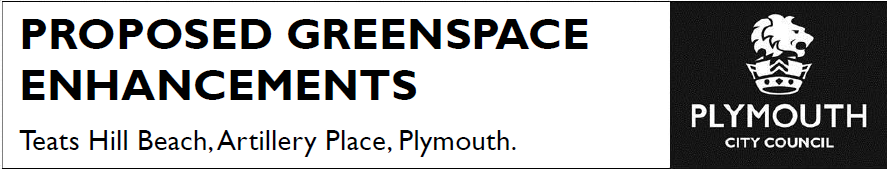 PROPOSED GREENSPACE
ENHANCEMENTS
Teats Hill Beach, Artillery Place, Plymouth.
PLYMOUTH
CITY COUNCIL